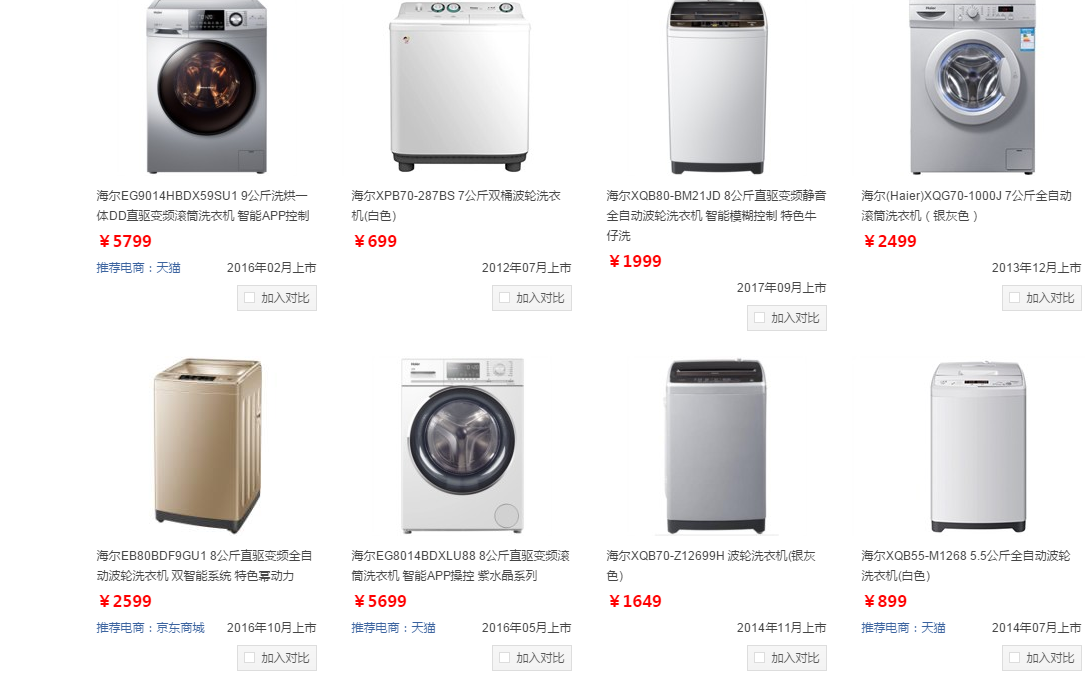 海尔EG9014HBDX59SU1 9公斤洗烘一
体DD直驱变频滚筒洗衣机 智能APP控制
￥5799
推荐电商：天猫 2016年02月上市
加入对比
海尔XPB70-287BS 7公斤双桶波轮洗衣
机(白色）
￥699
2012年07月上市
加入对比
海尔XQB80-BM21JD 8公斤直驱变频静音
全自动波轮洗衣机 智能模糊控制 特色牛
仔洗
￥1999
2017年09月上市
加入对比
海尔(Haier)XQG70-1000J 7公斤全自动
滚筒洗衣机（银灰色）
￥2499
2013年12月上市
加入对比
海尔EB80BDF9GU1 8公斤直驱变频全自
动波轮洗衣机 双智能系统 特色幂动力
￥2599
推荐电商：京东商城 2016年10月上市
加入对比
海尔EG8014BDXLU88 8公斤直驱变频滚
筒洗衣机 智能APP操控 紫水晶系列
￥5699
推荐电商：天猫 2016年05月上市
加入对比
海尔XQB70-Z12699H 波轮洗衣机(银灰
色）
￥1649
2014年11月上市
加入对比
海尔XQB55-M1268 5.5公斤全自动波轮
洗衣机(白色）
￥899
推荐电商：天猫 2014年07月上市
加入对比